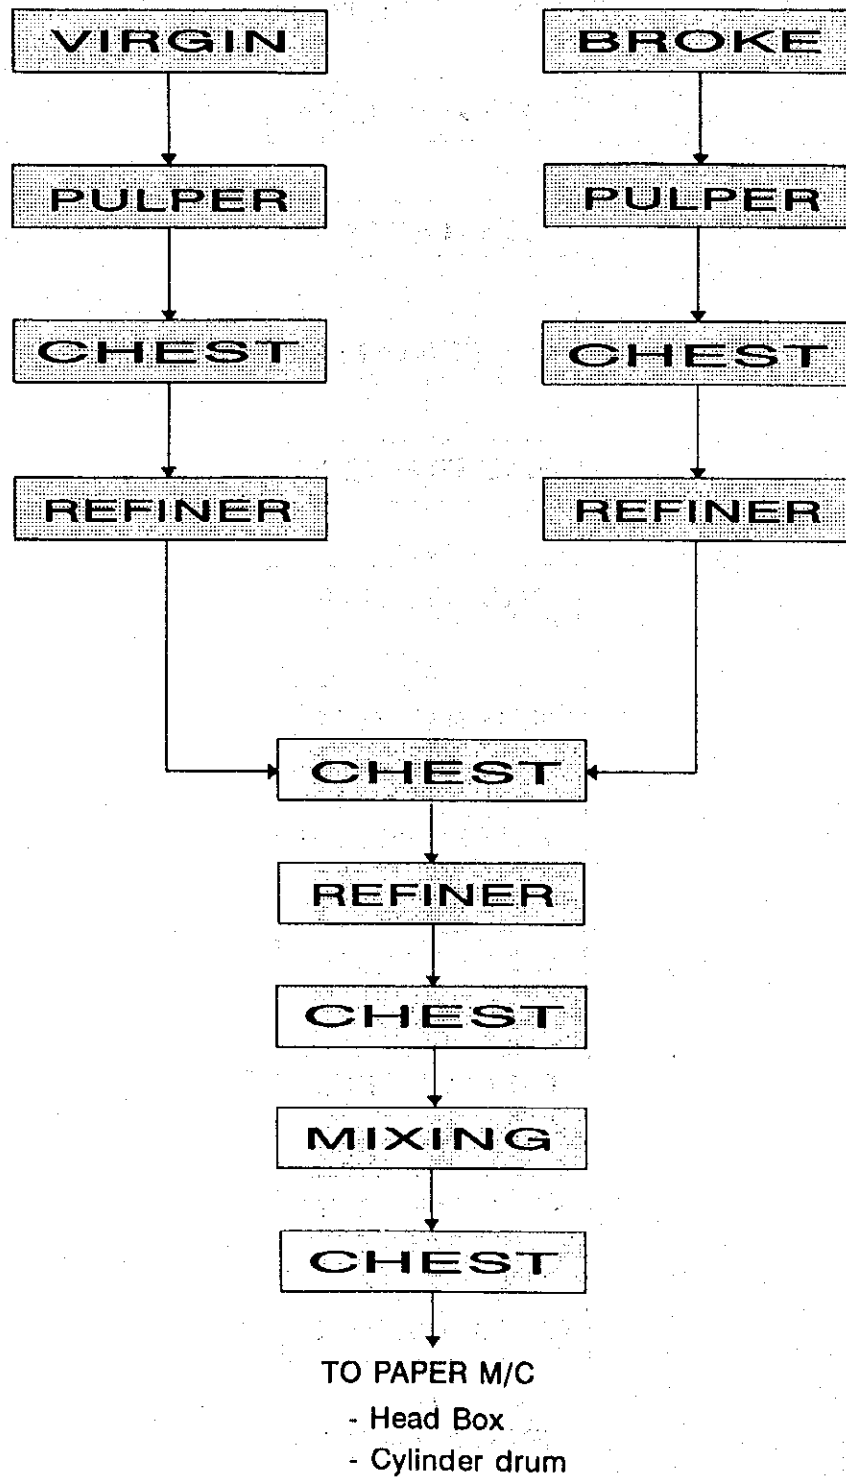 VIRGIN
PULPER
CHEST
REFINER
BROKE
PULPER
CHEST
REFINER
CHEST
REFINER
CHEST
MIXING
CHEST
TO PAPER M/C
- Head Box
- Cylinder drum